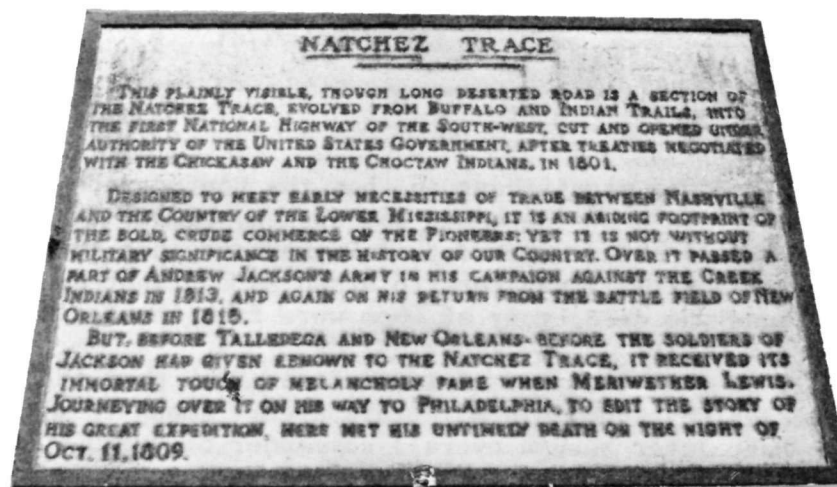 NATCHEZ TRACE
THIS PLAINLY VISIBLE, THOUGH LONG DESERTED ROAD IS A SECTION OF
THE NATCHEZ TRACE, EVOLVED FROM BUFFALO AND INDIAN TRAILS, INTO
THE FIRST NATIONAL HIGHWAY OF THE SOUTH-WEST, CUT AND OPENED UNDER
AUTHORITY OF THE UNITED STATES GOVERNMENT, AFTER TREATIES NEGOTIATED
WITH THE CHICKASAW AND THE CHOCTAW INDIANS, IN 1801.
DESIGNED TO MEET EARLY NECESSITIES OF TRADE BETWEEN NASHVILLE
AND THE COUNTRY OF THE LOWER MISSISSIPPI, IT IS AN ABIDING FOOTPRINT OF
THE BOLD, CRUDE COMMERCE OF THE PIONEERS; YET IT IS NOT WITHOUT
MILITARY SIGNIFICANCE IN THE HISTORY OF OUR COUNTRY. OVER IT PASSED A
PART OF ANDREW JACKSON'S ARMY IN HIS CAMPAIGN AGAINST THE CREEK
INDIANS IN 1813, AND AGAIN ON HIS RETURN FROM THE BATTLE FIELD OF NEW
ORLEANS IN 1815.
BUT, BEFORE TALLEDEGA AND NEW ORLEANS- BEFORE THE SOLDIERS OF
JACKSON HAD GIVEN RENOWN TO THE NATCHEZ TRACE, IT RECEIVED ITS
IMMORTAL TOUCH OF MELANCHOLY FAME WHEN MERIWETHER LEWIS,
JOURNEYING OVER IT ON HIS WAY TO PHILADELPHIA, TO EDIT THE STORY OF
HIS GREAT EXPEDITION, HERE MET HIS UNTIMELY DEATH ON THE NIGHT OF
OCT. 11, 1809.